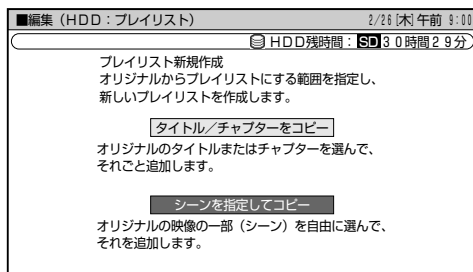 ■編集（HDD：プレイリスト） 2/26[木]午前 9:00
HDD残時間：SD30時間29分
プレイリスト新規作成
オリジナルからプレイリストにする範囲を指定し、
新しいプレイリストを作成します。
タイトル／チャプターをコピー
オリジナルのタイトルまたはチャプターを選んで、
それごと追加します。
シーンを指定してコピー
オリジナルの映像の一部（シーン）を自由に選んで、
それを追加します。